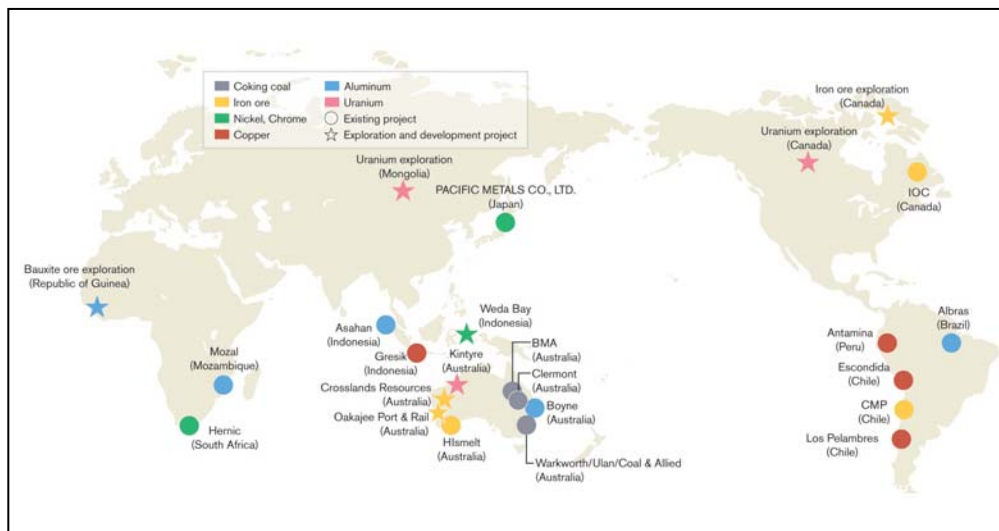 Coking coal
Iron ore
Nickel, Chrome
Copper
Aluminum
Uranium
Existing project
Exploration and development project
Iron ore exploration
(Canada)
Uranium exploration
(Canada)
IOC
(Canada)
Uranium exploration
(Mongolia)
PACIFIC METALS CO., LTD.
(Japan)
Bauxite ore exploration
(Republic of Guinea)
Mozal
(Mozambique)
Hernic
(South Africa)
Asahan
(Indonesia)
Gresik
(Indonesia)
Weda Bay
(Indonesia)
Kintyre
(Australia)
Crosslands Resources
(Australia)
Oakajee Port & Rail
(Australia)
HIsmelt
(Australia)
BMA
(Australia)
Clermont
(Australia)
Boyne
(Australia)
Warkworth/Ulan/Coal & Allied
(Australia)
Antamina
(Peru)
Albras
(Brazil)
Escondida
(Chile)
CMP
(Chile)
Los Pelambres
(Chile)